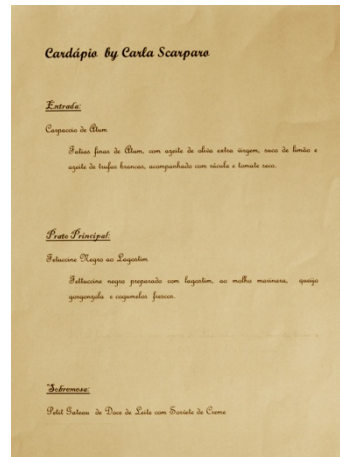 Cardápio by Carla Scarparo
Entrada:
Carpaccio de Atum
Fatias finas de Atum, com azeite de oliva extra virgem, suco de limão e
azeite de trufas brancas, acompanhado com rúcula e tomate seco.
Prato Principal:
Fetuccine Negro ao Lagostim
Fettuccine negro preparado com lagostim, ao molho marinara, queijo
gorgonzola e cogumelos frescos.
Sobremesa:
Petit Gateau de Doce de Leite com Sorvete de Creme